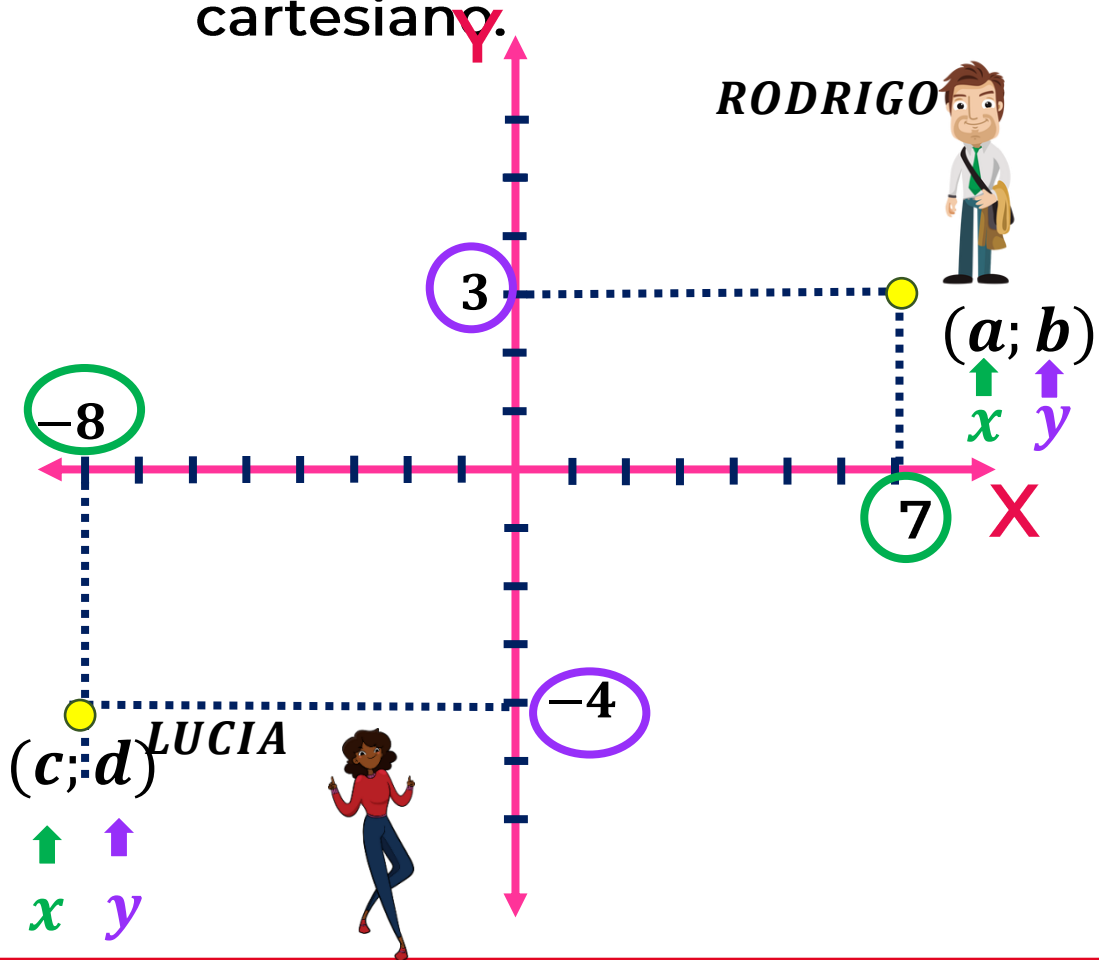 cartesiano.
Y
RODRIGO
3
(a; b)
x y
−8
7
X
−4
LUCIA
(c; d)
x y